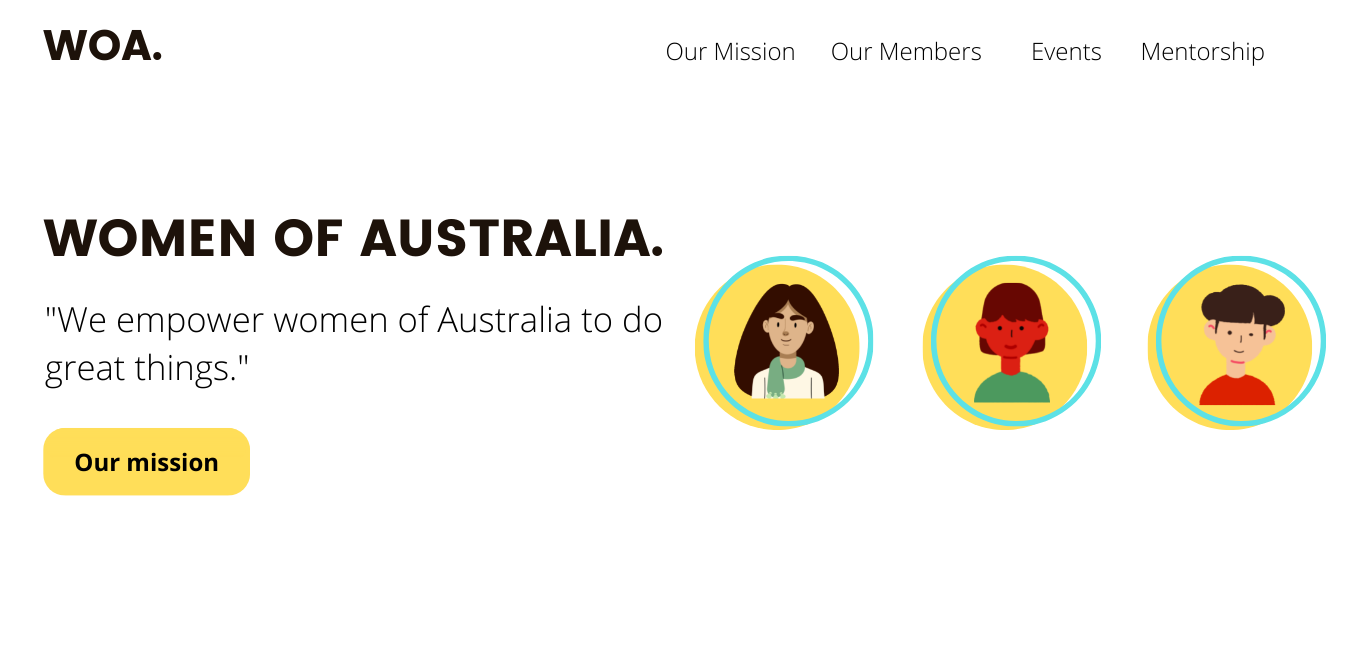 WOA.
Our Mission Our Members Events Mentorship
WOMEN OF AUSTRALIA.
"We empower women of Australia to do
great things."
Our mission